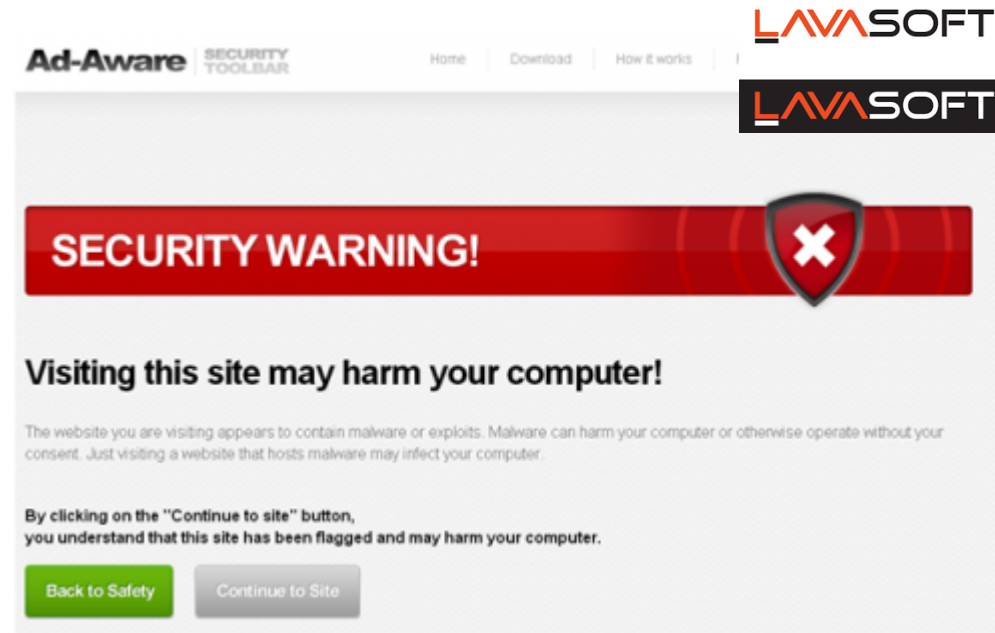 LAVASOFT
Ad-Aware SECURITY TOOLBAR
Home Download How it works
LAVASOFT
SECURITY WARNING!
Visiting this site may harm your computer!
The website you are visiting appears to contain malware or exploits. Malware can harm your computer or otherwise operate without your
consent. Just visiting a website that hosts malware may infect your computer.
By clicking on the "Continue to site" button,
you understand that this site has been flagged and may harm your computer.
Back to Safety Continue to Site